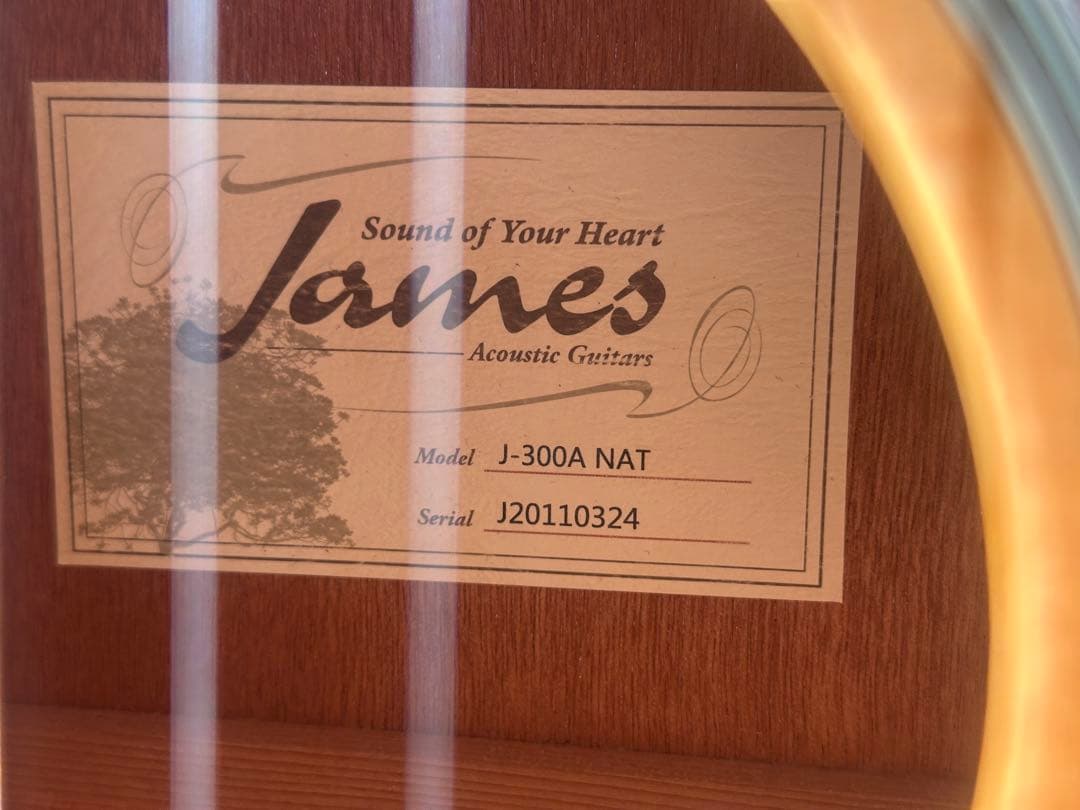 Sound of Your Heart
James
Acoustic Guitars
Model J-300A NAT
Serial J20110324